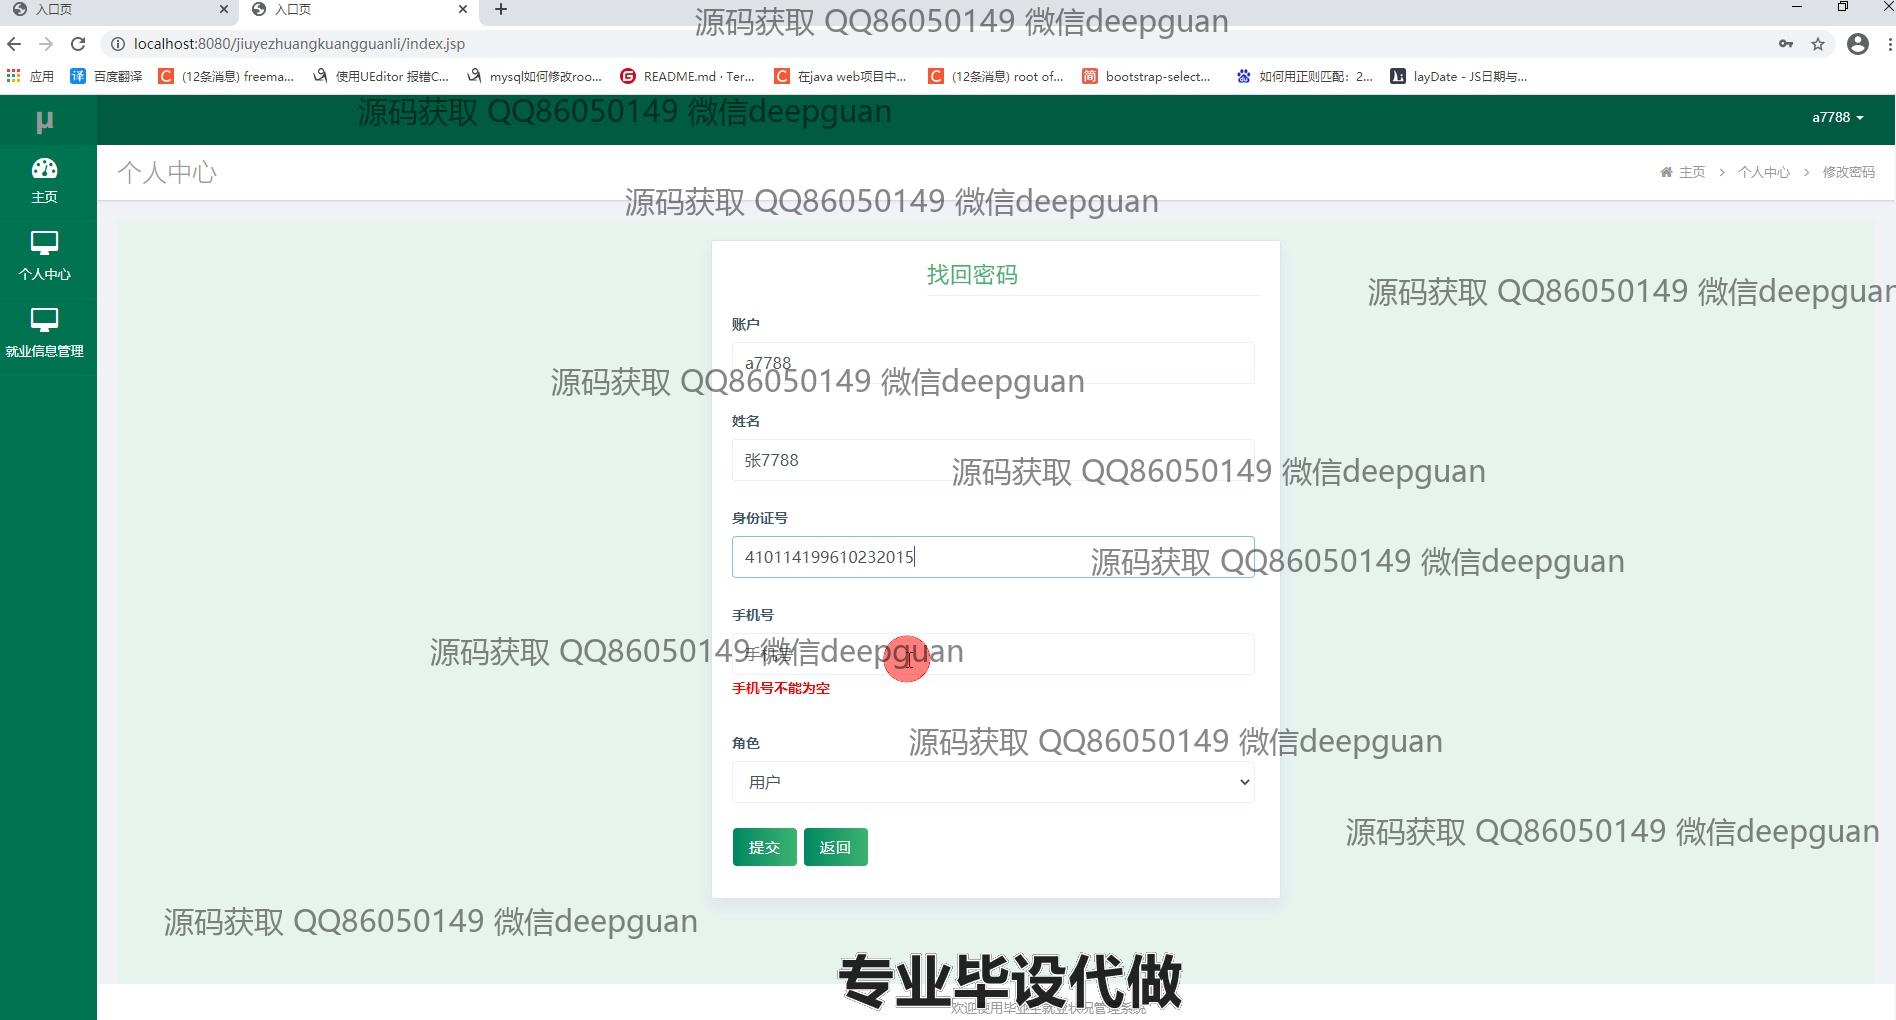 入口页
入口页
源码获取 QQ86050149 微信deepguan
localhost:8080/jiuyezhuangkuangguanli/index.jsp
应用 百度翻译 (12条消息) freema... 使用UEditor 报错C... mysql如何修改roo... README.md · Ter... 在java web项目中... (12条消息) root of... bootstrap-select... 如何用正则匹配：2... layDate - JS日期与...
源码获取 QQ86050149 微信deepguan
μ
a7788
主页
个人中心
就业信息管理
个人中心
主页 > 个人中心 > 修改密码
源码获取 QQ86050149 微信deepguan
找回密码
源码获取 QQ86050149 微信deepguan
账户
a7788
源码获取 QQ86050149 微信deepguan
姓名
张7788
源码获取 QQ86050149 微信deepguan
身份证号
410114199610232015
源码获取 QQ86050149 微信deepguan
手机号
手机号
源码获取 QQ86050149 微信deepguan
手机号不能为空
角色
源码获取 QQ86050149 微信deepguan
用户
提交 返回
源码获取 QQ86050149 微信deepguan
源码获取 QQ86050149 微信deepguan
专业毕设代做
欢迎使用毕业生就业状况管理系统